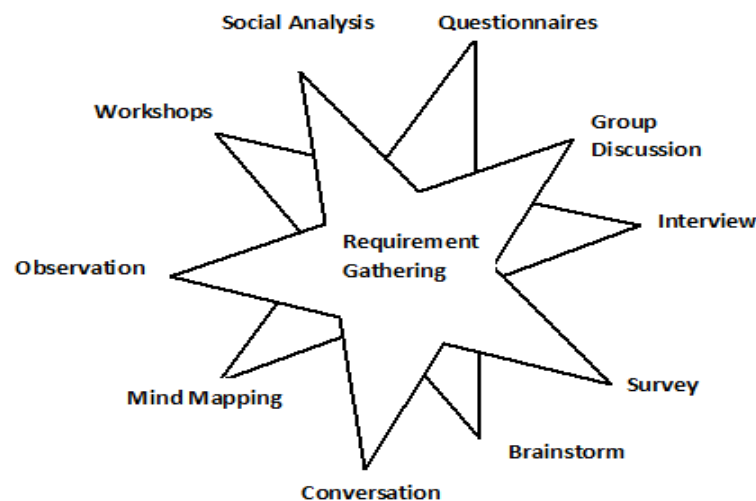 Social Analysis
Questionnaires
Workshops
Group
Discussion
Interview
Requirement
Gathering
Observation
Survey
Mind Mapping
Brainstorm
Conversation